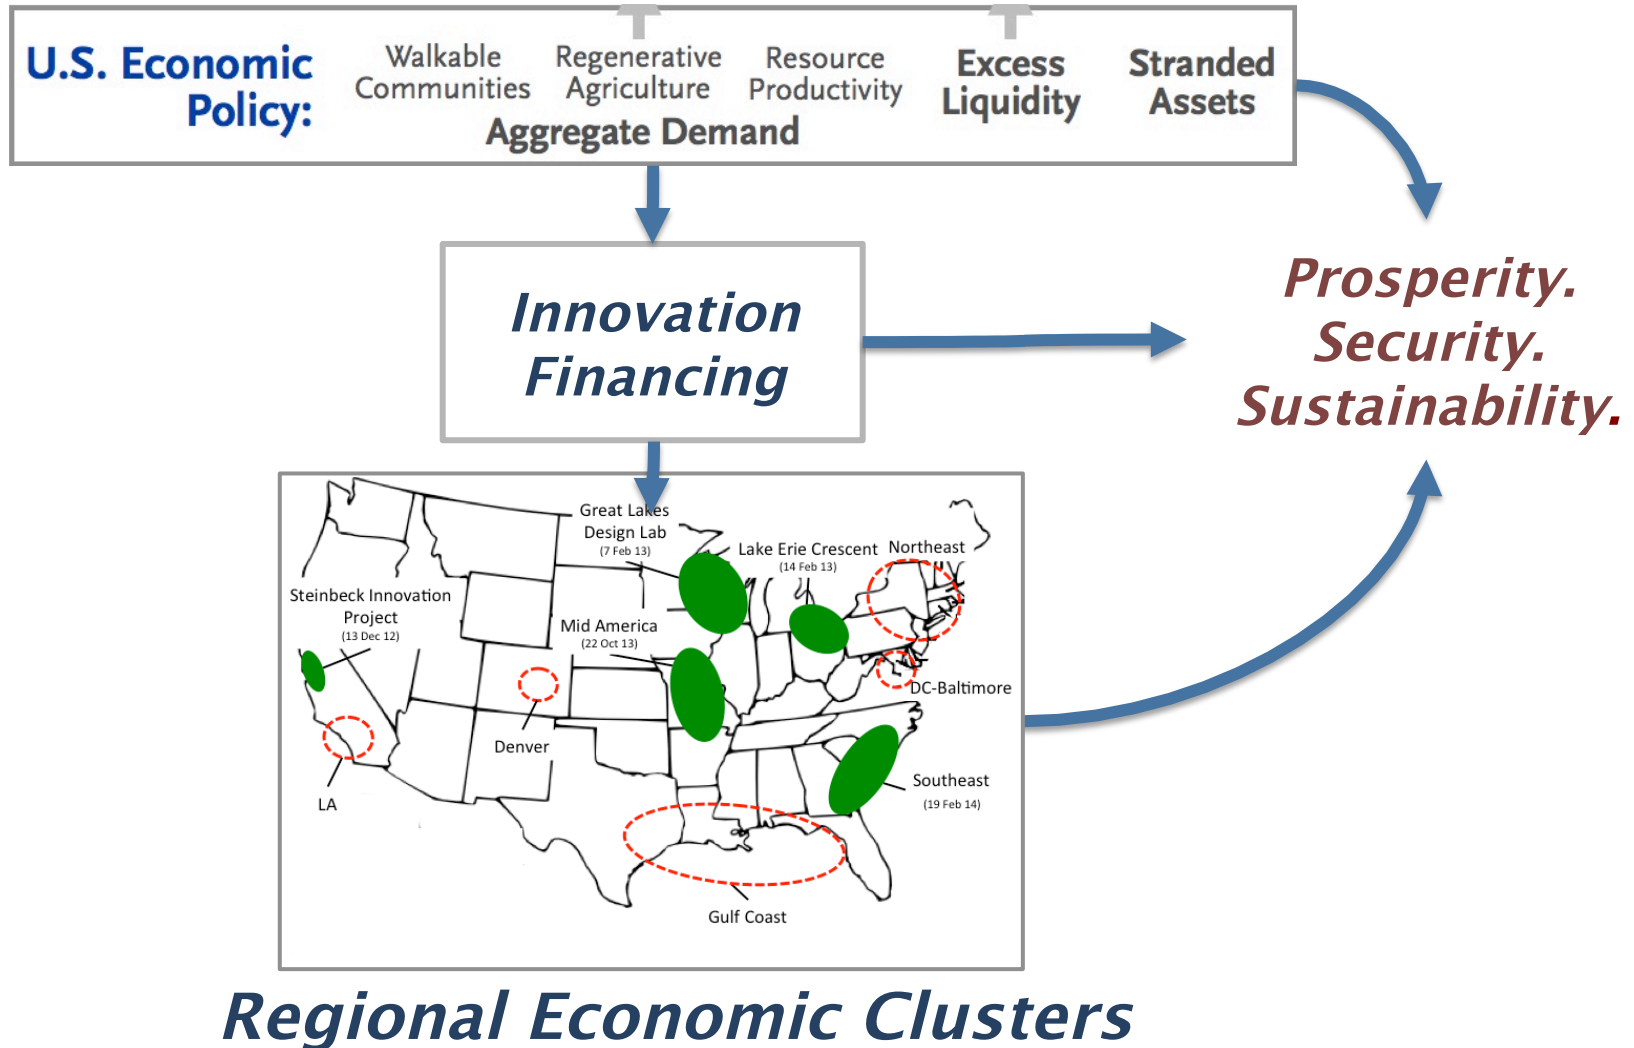 U.S. Economic
Policy:
Walkable
Communities
Regenerative
Agriculture
Resource
Productivity
Aggregate Demand
Excess
Liquidity
Stranded
Assets
Innovation
Financing
Prosperity.
Security.
Sustainability.
Great Lakes
Design Lab
(7 Feb 13)
Lake Erie Crescent
(14 Feb 13)
Northeast
Steinbeck Innovation
Project
(13 Dec 12)
Mid America
(22 Oct 13)
DC-Baltimore
Denver
LA
Southeast
(19 Feb 14)
Gulf Coast
Regional Economic Clusters